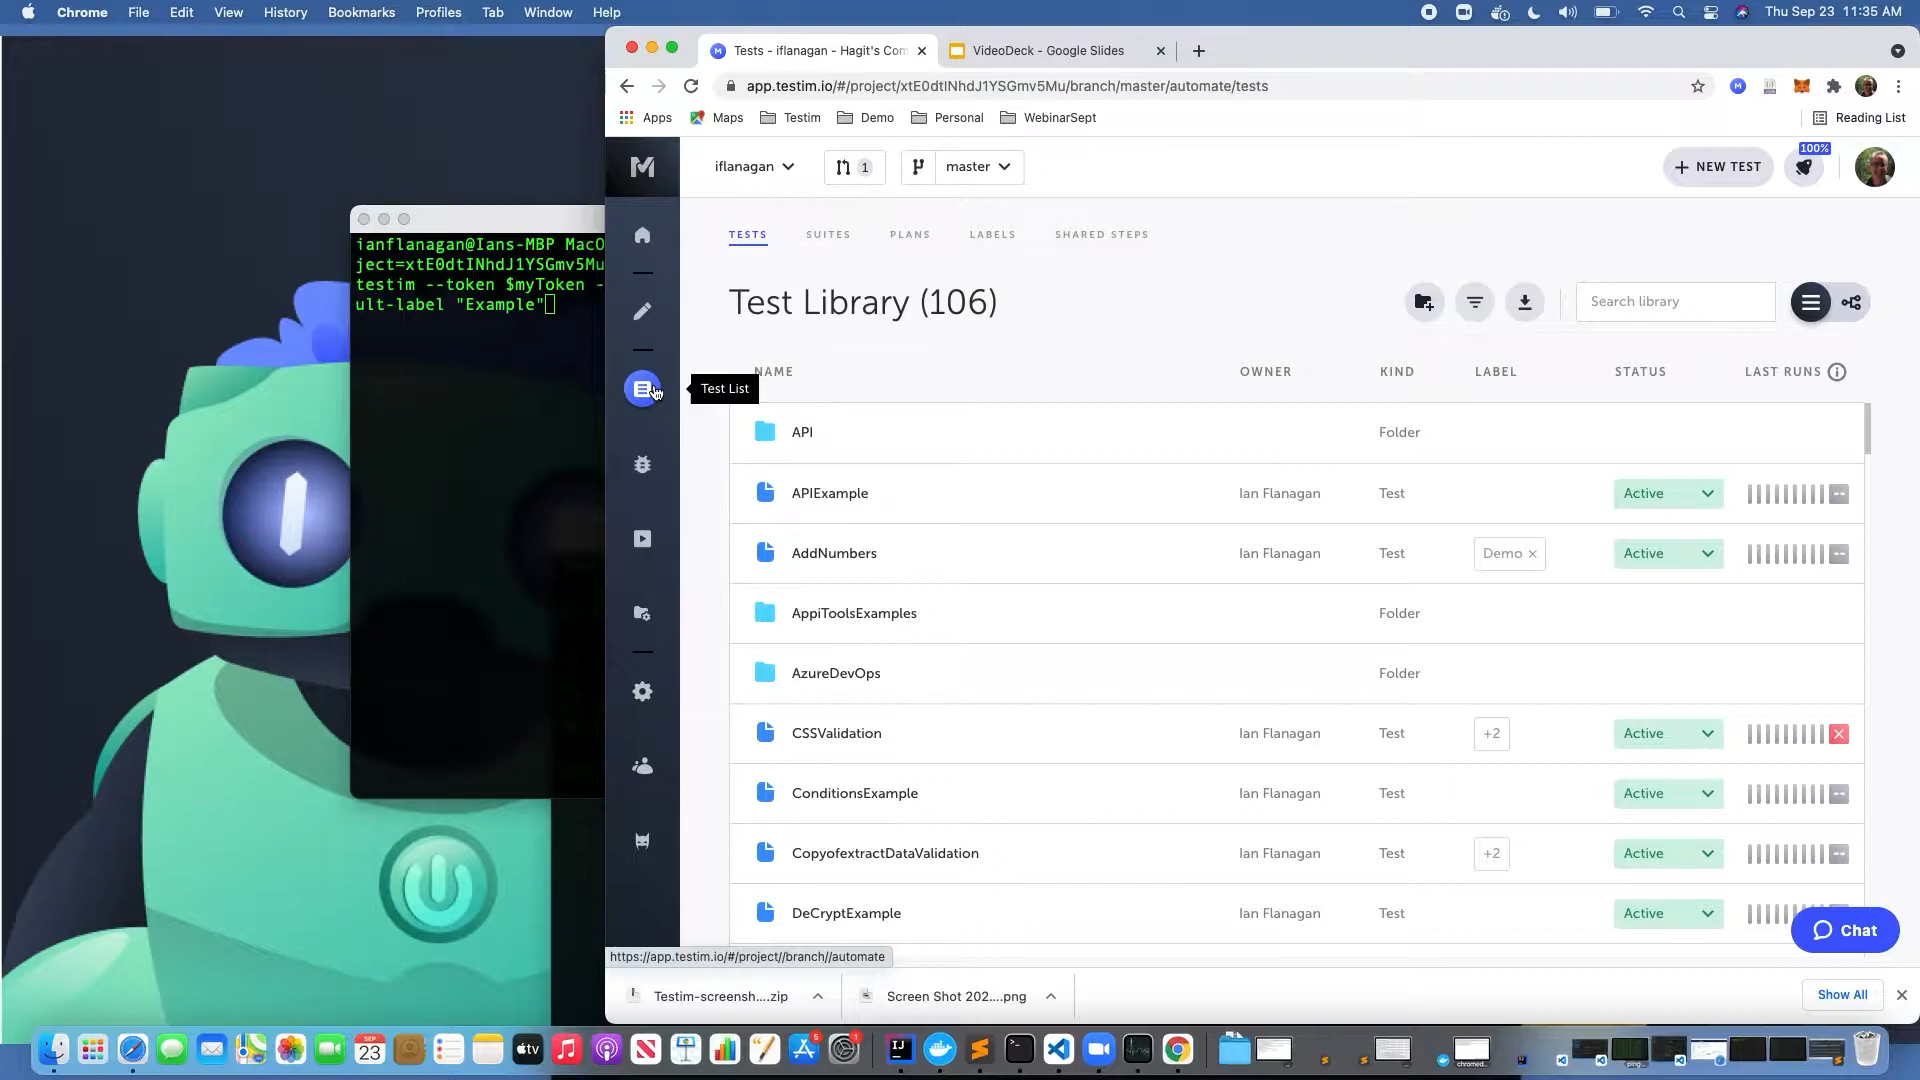 Chrome File Edit View History Bookmarks Profiles Tab Window Help
Thu Sep 23 11:35 AM
Tests - iflanagan - Hagit's Com
VideoDeck - Google Slides
app.testim.io/#/project/xtE0dtINhdJ1YSGmv5Mu/branch/master/automate/tests
Apps Maps Testim Demo Personal WebinarSept Reading List
iflanagan 1 master
100%
NEW TEST
ianflanagan@Ians-MBP MacO
ject=xtE0dtINhdJ1YSGmv5Mu
testim --token $myToken -
ult-label "Example"
TESTS SUITES PLANS LABELS SHARED STEPS
Test Library (106)
Search library
NAME OWNER KIND LABEL STATUS LAST RUNS
Test List
API Folder
APIExample Ian Flanagan Test Active --
AddNumbers Ian Flanagan Test Demo Active --
AppiToolsExamples Folder
AzureDevOps Folder
CSSValidation Ian Flanagan Test +2 Active
ConditionsExample Ian Flanagan Test Active --
CopyofextractDataValidation Ian Flanagan Test +2 Active --
DeCryptExample Ian Flanagan Test Active
Chat
https://app.testim.io/#/project//branch//automate
Testim-screensh....zip
Screen Shot 202....png
Show All
SEP
23
tv
5
1
IJ